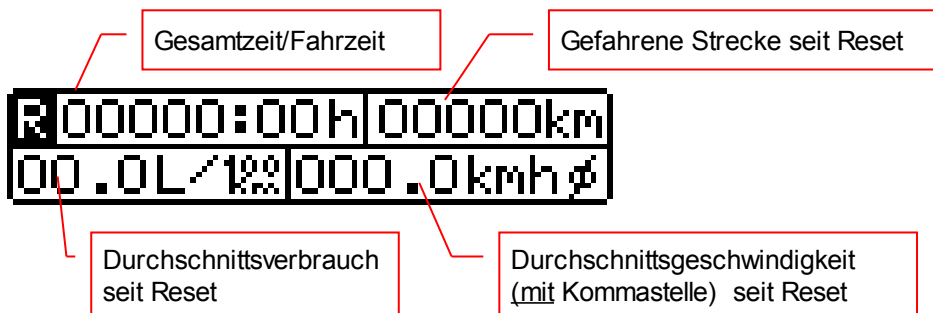 Gesamtzeit/Fahrzeit
Gefahrene Strecke seit Reset
R 00000:00h 00000km
00.0L/100km 000.0kmhø
Durchschnittsverbrauch
seit Reset
Durchschnittsgeschwindigkeit
(mit Kommastelle) seit Reset